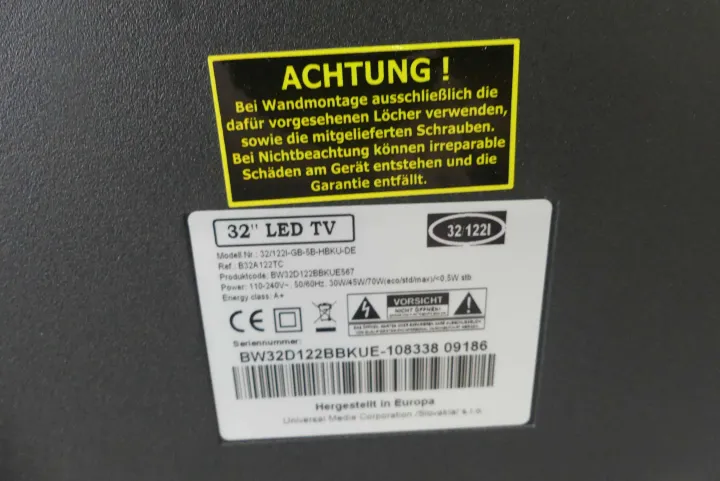 ACHTUNG !
Bei Wandmontage ausschließlich die
dafür vorgesehenen Löcher verwenden,
sowie die mitgelieferten Schrauben.
Bei Nichtbeachtung können irreparable
Schäden am Gerät entstehen und die
Garantie entfällt.
32" LED TV
32/122I
Modell Nr.: 32/122I-GB-5B-HBKU-DE
Ref.: B32A122TC
Produktcode: BW32D122BBKUE567
Power: 110-240V~, 50/60Hz, 30W/45W/70W(eco/std/max)/<0,5W stb
Energy class: A+
CE
VORSICHT
NICHT ÖFFNEN!
Seriennummer:
BW32D122BBKUE-108338 09186
Hergestellt in Europa
Universal Media Corporation /Slovakia/ s.r.o.